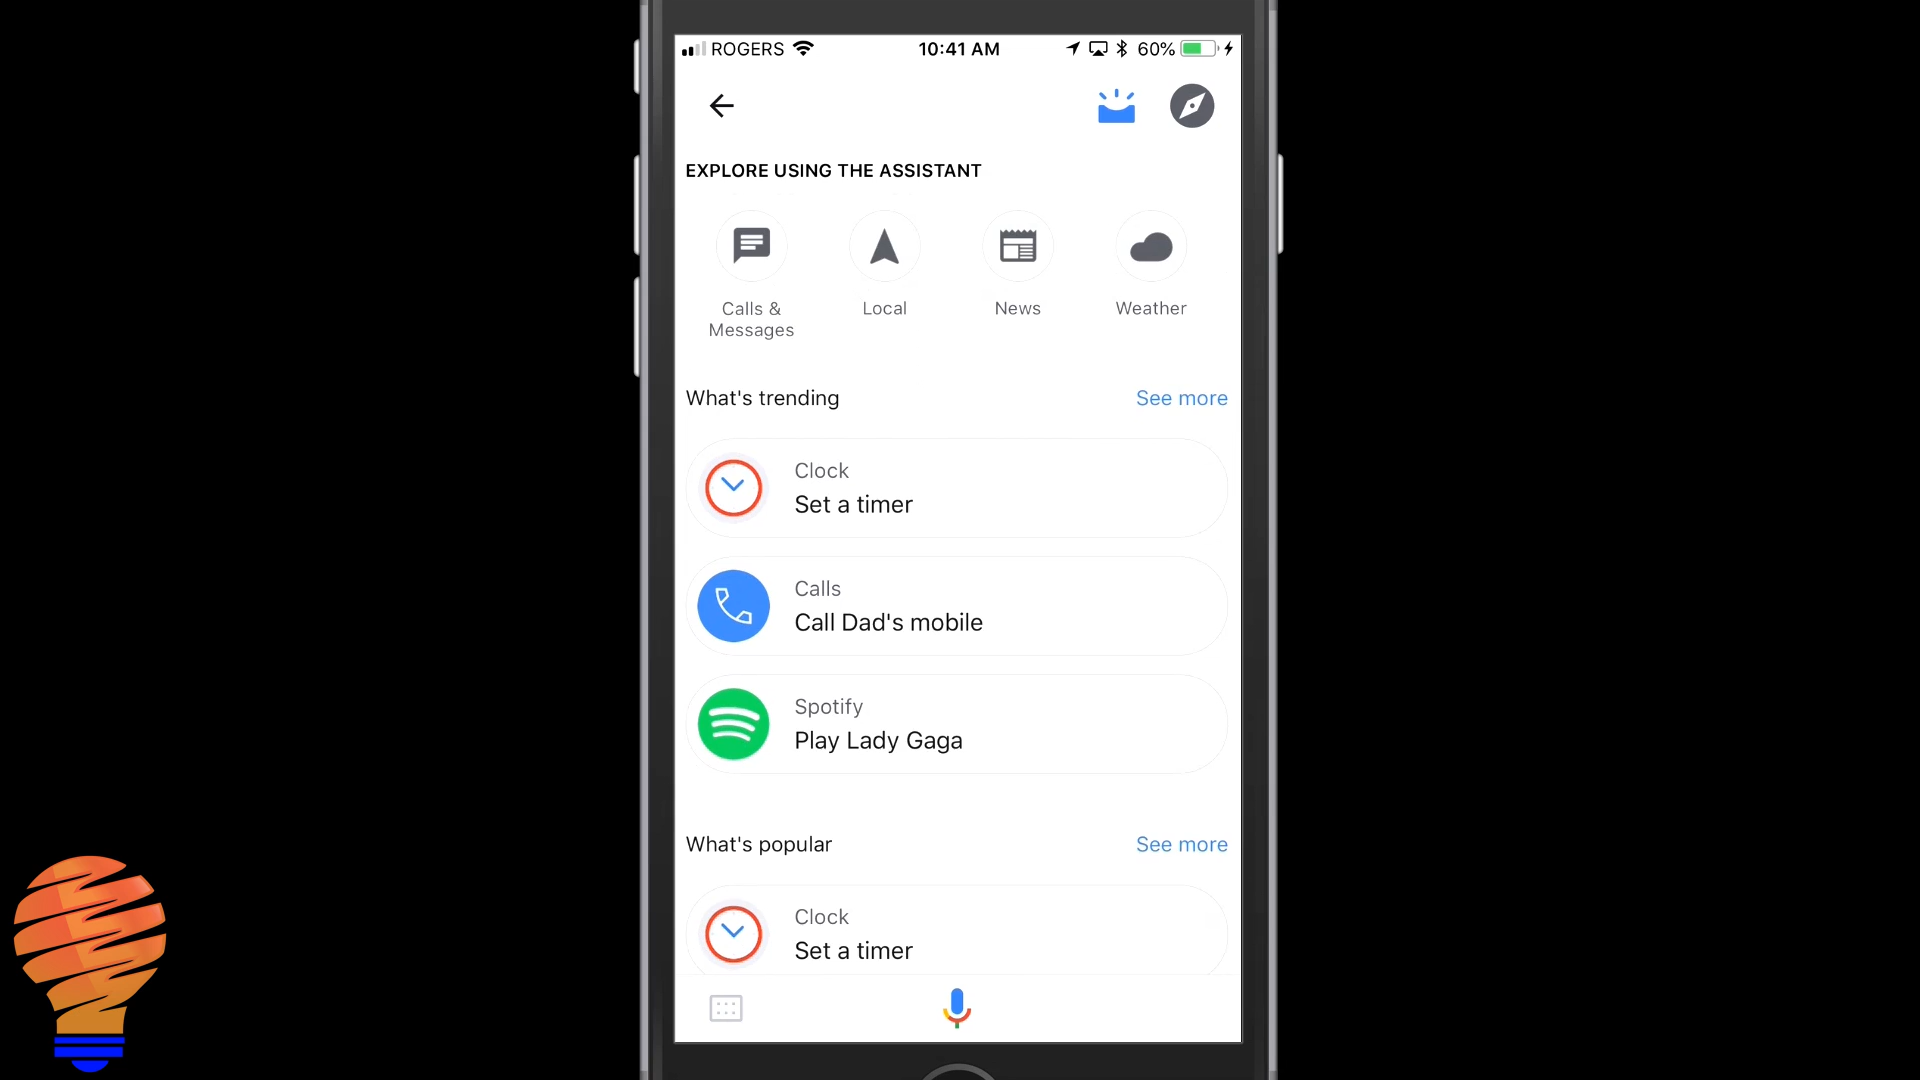 ROGERS 10:41 AM 60%
EXPLORE USING THE ASSISTANT
Calls &
Messages
Local
News
Weather
What's trending See more
Clock
Set a timer
Calls
Call Dad's mobile
Spotify
Play Lady Gaga
What's popular See more
Clock
Set a timer